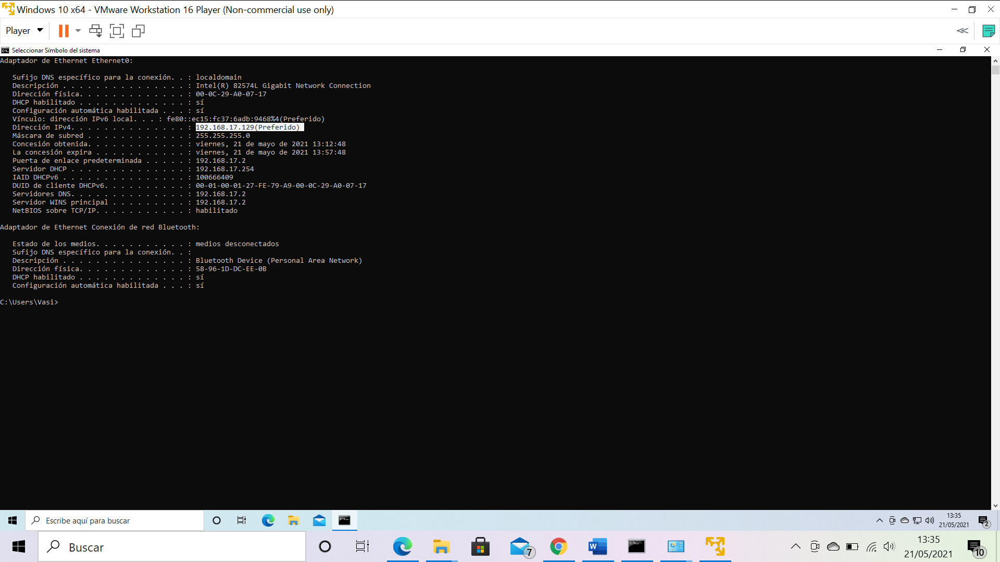 Windows 10 x64 - VMware Workstation 16 Player (Non-commercial use only)
Player
Seleccionar Símbolo del sistema
Adaptador de Ethernet Ethernet0:
Sufijo DNS específico para la conexión. . : localdomain
Descripción . . . . . . . . . . . . . . . : Intel(R) 82574L Gigabit Network Connection
Dirección física. . . . . . . . . . . . . : 00-0C-29-A0-07-17
DHCP habilitado . . . . . . . . . . . . . : sí
Configuración automática habilitada . . . : sí
Vínculo: dirección IPv6 local. . . : fe80::ec15:fc37:6adb:9468%4(Preferido)
Dirección IPv4. . . . . . . . . . . . . . : 192.168.17.129(Preferido)
Máscara de subred . . . . . . . . . . . . : 255.255.255.0
Concesión obtenida. . . . . . . . . . . . : viernes, 21 de mayo de 2021 13:12:48
La concesión expira . . . . . . . . . . . : viernes, 21 de mayo de 2021 13:57:48
Puerta de enlace predeterminada . . . . . : 192.168.17.2
Servidor DHCP . . . . . . . . . . . . . . : 192.168.17.254
IAID DHCPv6 . . . . . . . . . . . . . . . : 100666409
DUID de cliente DHCPv6. . . . . . . . . . : 00-01-00-01-27-FE-79-A9-00-0C-29-A0-07-17
Servidores DNS. . . . . . . . . . . . . . : 192.168.17.2
Servidor WINS principal . . . . . . . . . : 192.168.17.2
NetBIOS sobre TCP/IP. . . . . . . . . . . : habilitado
Adaptador de Ethernet Conexión de red Bluetooth:
Estado de los medios. . . . . . . . . . . : medios desconectados
Sufijo DNS específico para la conexión. . :
Descripción . . . . . . . . . . . . . . . : Bluetooth Device (Personal Area Network)
Dirección física. . . . . . . . . . . . . : 58-96-1D-DC-EE-0B
DHCP habilitado . . . . . . . . . . . . . : sí
Configuración automática habilitada . . . : sí
C:\Users\Vasi>
Escribe aquí para buscar
13:35
21/05/2021
2
Buscar
7
13:35
21/05/2021
10